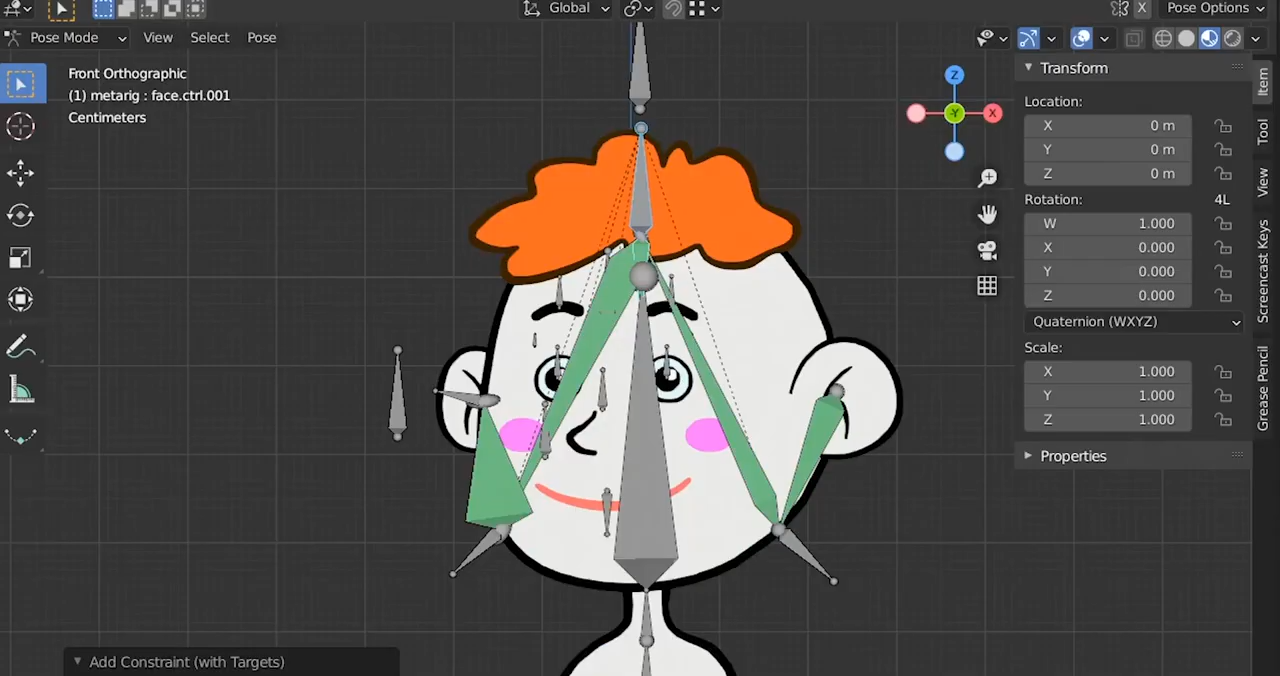 Global
Pose Options
Pose Mode
View
Select
Pose
Front Orthographic
(1) metarig : face.ctrl.001
Centimeters
Z
X
Y
X
Transform
Location:
X 0 m
Y 0 m
Z 0 m
Rotation: 4L
W 1.000
X 0.000
Y 0.000
Z 0.000
Quaternion (WXYZ)
Scale:
X 1.000
Y 1.000
Z 1.000
Properties
Item
Tool
View
Screencast Keys
Grease Pencil
Add Constraint (with Targets)